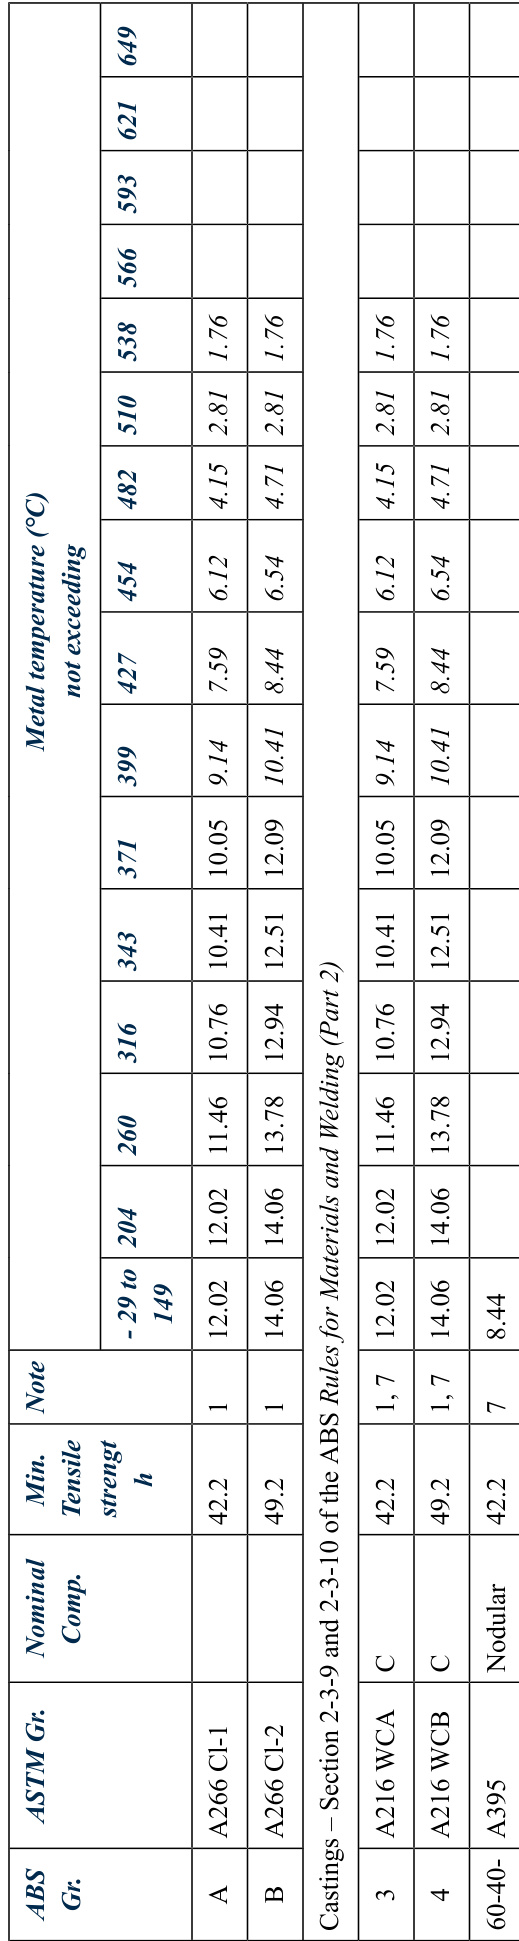 ABS Gr. ASTM Gr. Nominal Comp. Min. Tensile strengt h Note Metal temperature (°C) not exceeding
- 29 to 149 204 260 316 343 371 399 427 454 482 510 538 566 593 621 649
A A266 Cl-1 42.2 1 12.02 12.02 11.46 10.76 10.41 10.05 9.14 7.59 6.12 4.15 2.81 1.76
B A266 Cl-2 49.2 1 14.06 14.06 13.78 12.94 12.51 12.09 10.41 8.44 6.54 4.71 2.81 1.76
Castings – Section 2-3-9 and 2-3-10 of the ABS Rules for Materials and Welding (Part 2)
3 A216 WCA C 42.2 1, 7 12.02 12.02 11.46 10.76 10.41 10.05 9.14 7.59 6.12 4.15 2.81 1.76
4 A216 WCB C 49.2 1, 7 14.06 14.06 13.78 12.94 12.51 12.09 10.41 8.44 6.54 4.71 2.81 1.76
60-40- A395 Nodular 42.2 7 8.44